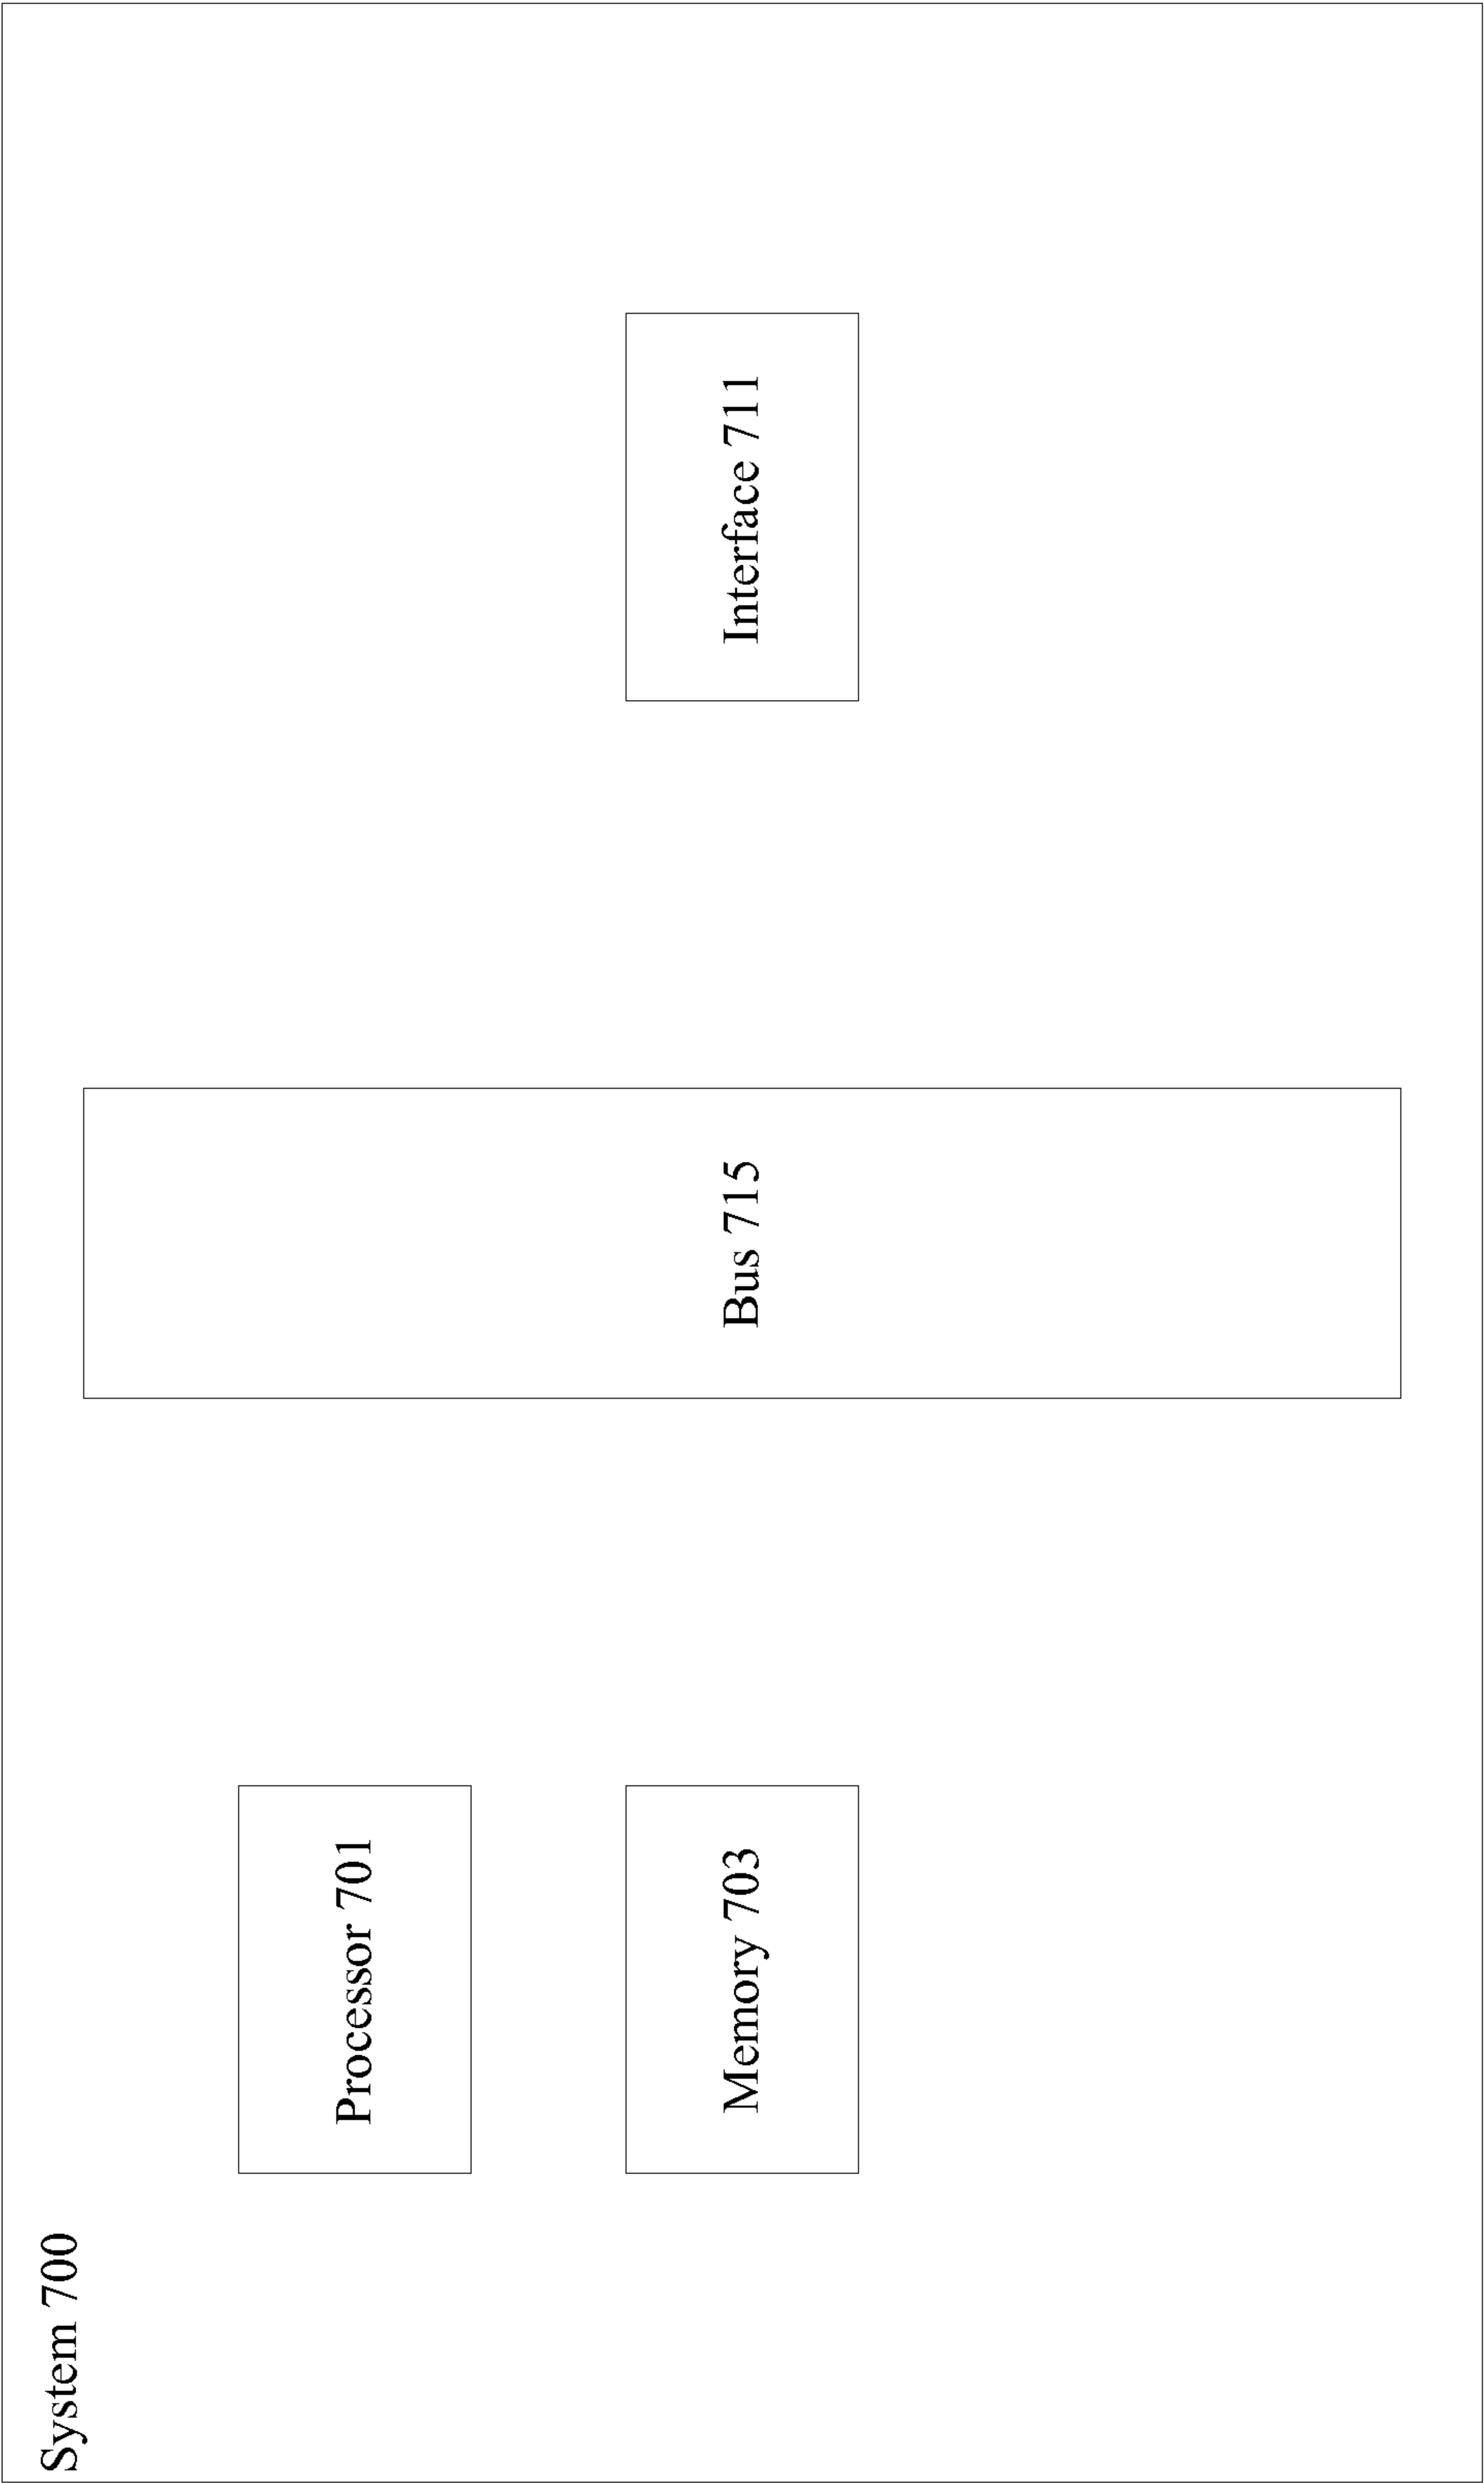 System 700
Processor 701
Memory 703
Bus 715
Interface 711